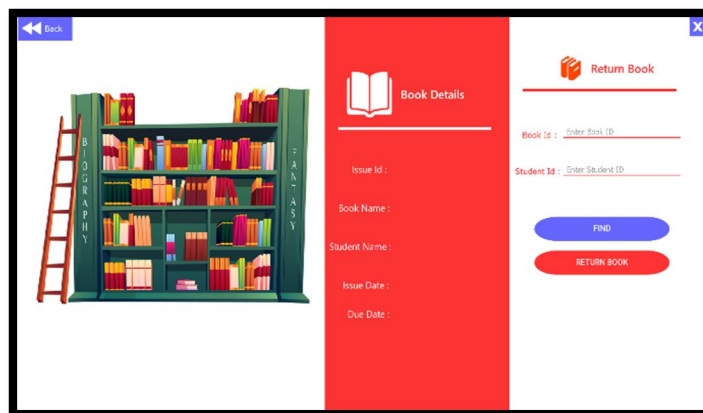 Back
X
BIOGRAPHY
FANTASY
Book Details
Issue Id :
Book Name :
Student Name :
Issue Date :
Due Date :
Return Book
Book Id :  Enter Book ID
Student Id :  Enter Student ID
FIND
RETURN BOOK